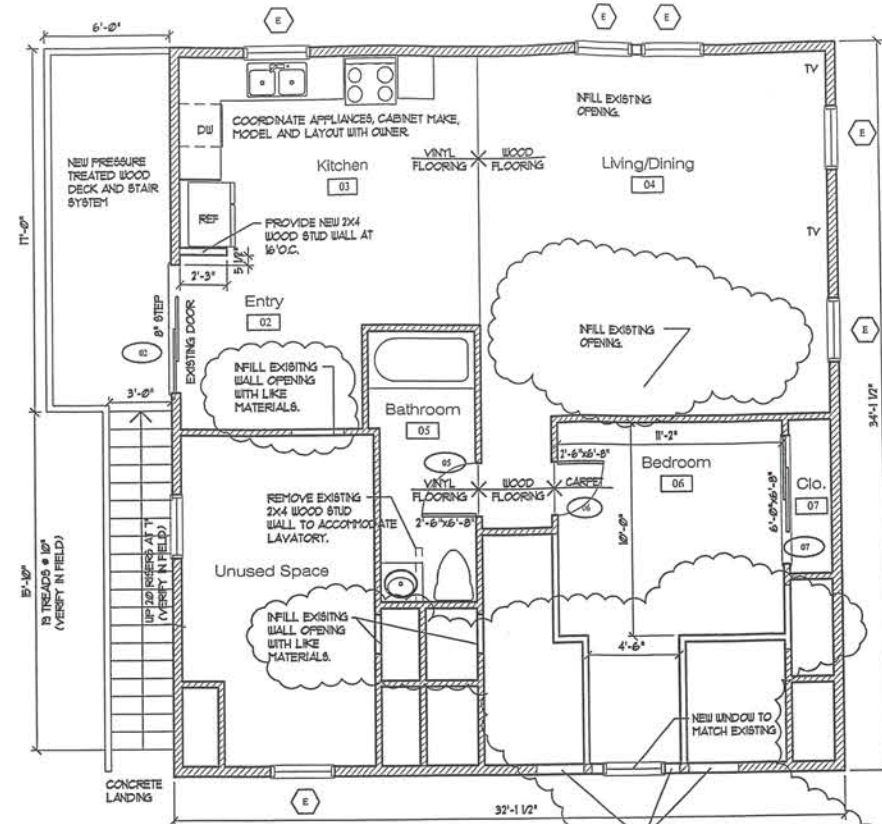 E
E
E
6'-0"
TV
INFILL EXISTING
OPENING.
DW
COORDINATE APPLIANCES, CABINET MAKE,
MODEL AND LAYOUT WITH OWNER.
E
NEW PRESSURE
TREATED WOOD
DECK AND STAIR
SYSTEM
Kitchen
03
VINYL
FLOORING
WOOD
FLOORING
Living/Dining
04
REF
PROVIDE NEW 2X4
WOOD STUD WALL AT
16'O.C.
5 1/2"
2'-3"
TV
17'-0"
34'-1 1/2"
Entry
02
8" STEP
EXISTING DOOR
02
INFILL EXISTING
OPENING.
E
INFILL EXISITNG
WALL OPENING
WITH LIKE
MATERIALS.
3'-0"
Bathroom
05
05
11'-2"
2'-6"x6'-8"
Bedroom
06
6'-0"x6'-8"
Clo.
07
VINYL
FLOORING
WOOD
FLOORING
CARPET
06
2'-6"x6'-8"
10'-0"
07
REMOVE EXISTING
2X4 WOOD STUD
WALL TO ACCOMMODATE
LAVATORY.
15'-10"
19 TREADS @ 10"
(VERIFY IN FIELD)
UP 20 RISERS AT 7"
(VERIFY IN FIELD)
Unused Space
INFILL EXISITNG
WALL OPENING
WITH LIKE
MATERIALS.
4'-6"
NEW WINDOW TO
MATCH EXISTING
CONCRETE
LANDING
E
32'-1 1/2"